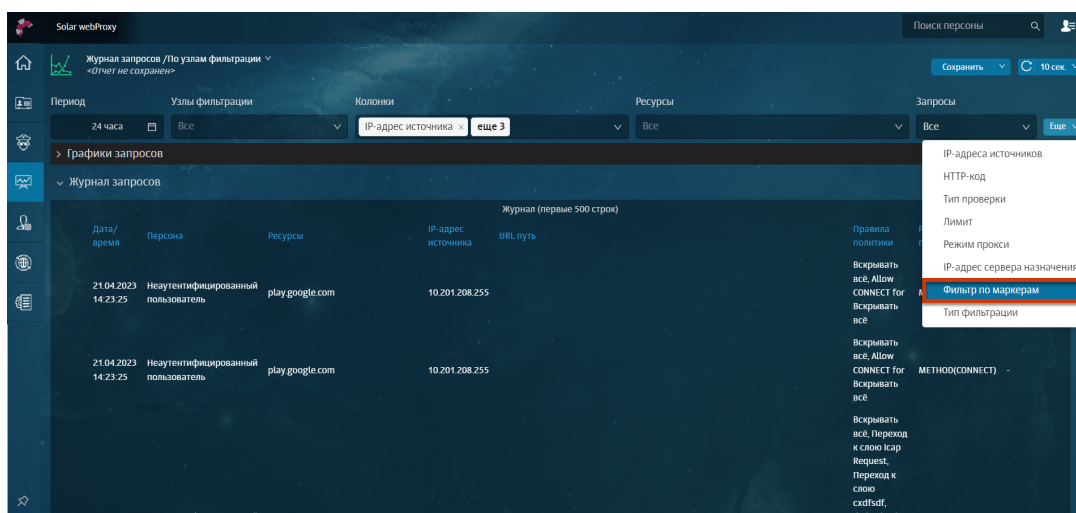 Solar webProxy
Поиск персоны
Журнал запросов /По узлам фильтрации
<Отчет не сохранен>
Сохранить
10 сек.
Период
Узлы фильтрации
Колонки
Ресурсы
Запросы
24 часа
Все
IP-адрес источника × еще 3
Все
Все
Еще
Графики запросов
Журнал запросов
IP-адреса источников
HTTP-код
Тип проверки
Лимит
Режим прокси
IP-адрес сервера назначения
Фильтр по маркерам
Тип фильтрации
Журнал (первые 500 строк)
Дата/
время
Персона
Ресурсы
IP-адрес
источника
URL путь
Правила
политики
21.04.2023
14:23:25
Неаутентифицированный
пользователь
play.google.com
10.201.208.255
Вскрывать
всё, Allow
CONNECT for
Вскрывать
всё
21.04.2023
14:23:25
Неаутентифицированный
пользователь
play.google.com
10.201.208.255
Вскрывать
всё, Allow
CONNECT for
Вскрывать
всё
METHOD(CONNECT) -
Вскрывать
всё, Переход
к слою Icap
Request,
Переход к
слою
cxdfsdf,